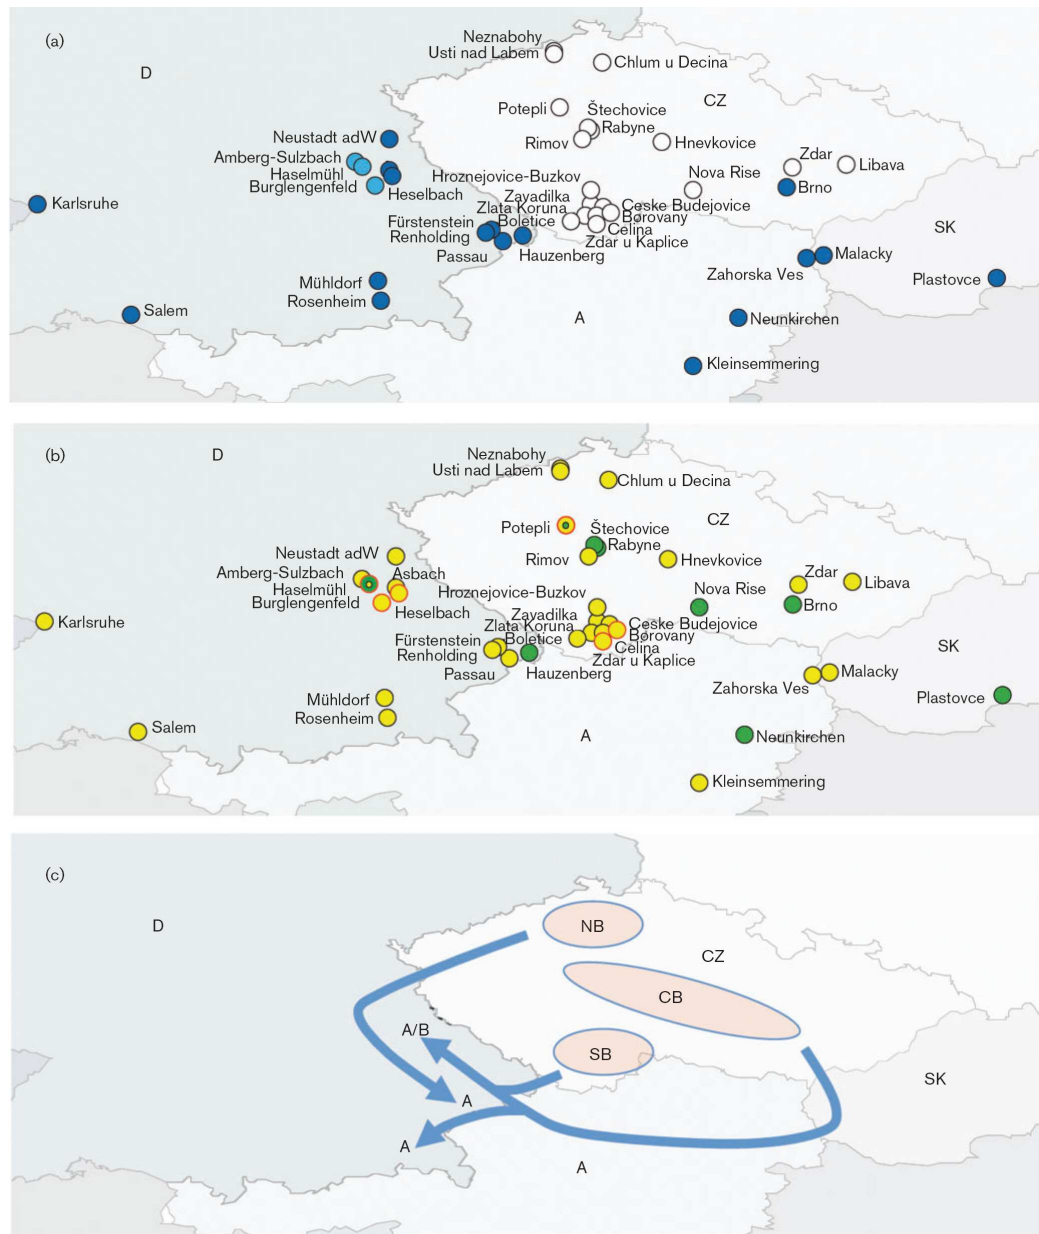 (a)
D
Neznabohy
Usti nad Labem
Chlum u Decina
CZ
Potepli
Štechovice
Rabyne
Rimov
Hnevkovice
Neustadt adW
Amberg-Sulzbach
Haselmühl
Burglengenfeld
Heselbach
Hroznejovice-Buzkov
Nova Rise
Zdar
Libava
Brno
Karlsruhe
Zavadilka
Zlata Koruna
Ceske Budejovice
Borovany
Fürstenstein
Boletice
Celina
Renholding
Zdar u Kaplice
Passau
Hauzenberg
SK
Malacky
Zahorska Ves
Plastovce
Mühldorf
Rosenheim
Salem
A
Neunkirchen
Kleinsemmering
(b)
D
Neznabohy
Usti nad Labem
Chlum u Decina
CZ
Potepli
Štechovice
Rabyne
Rimov
Hnevkovice
Neustadt adW
Amberg-Sulzbach
Asbach
Haselmühl
Burglengenfeld
Heselbach
Hroznejovice-Buzkov
Nova Rise
Zdar
Libava
Brno
Karlsruhe
Zavadilka
Zlata Koruna
Ceske Budejovice
Borovany
Fürstenstein
Boletice
Celina
Renholding
Zdar u Kaplice
Passau
Hauzenberg
SK
Malacky
Zahorska Ves
Plastovce
Mühldorf
Rosenheim
Salem
A
Neunkirchen
Kleinsemmering
(c)
D
NB
CZ
CB
A/B
SB
SK
A
A
A